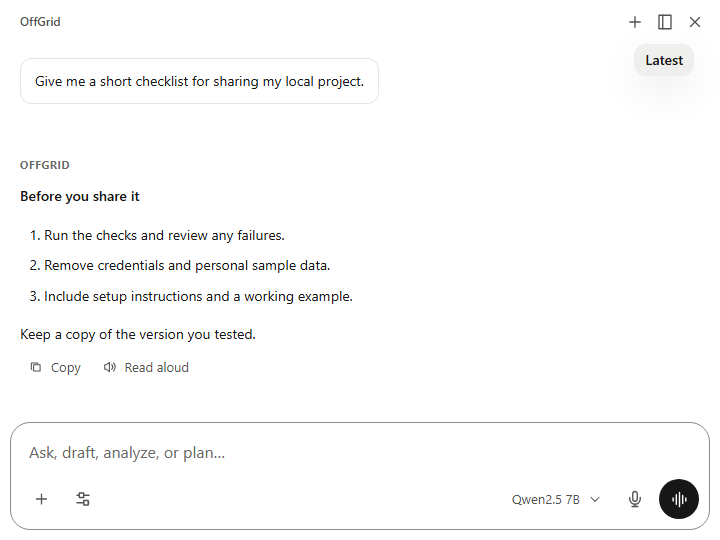 OffGrid
Latest
Give me a short checklist for sharing my local project.
OFFGRID
Before you share it
1. Run the checks and review any failures.
2. Remove credentials and personal sample data.
3. Include setup instructions and a working example.
Keep a copy of the version you tested.
Copy Read aloud
Ask, draft, analyze, or plan...
Qwen2.5 7B